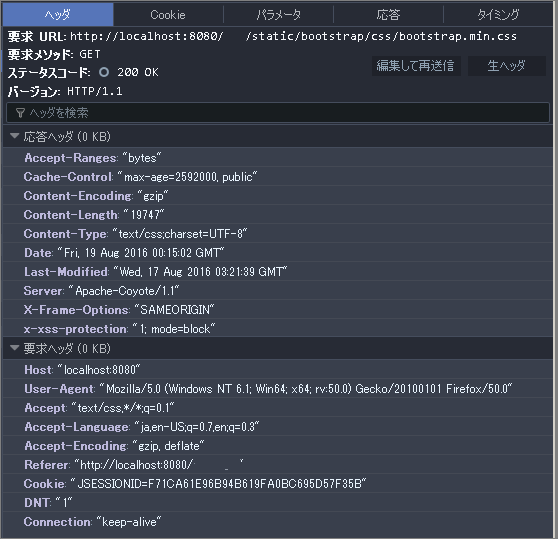 ヘッダ Cookie パラメータ 応答 タイミング
要求 URL: http://localhost:8080/ /static/bootstrap/css/bootstrap.min.css
要求メソッド: GET
ステータスコード: 200 OK 編集して再送信 生ヘッダ
バージョン: HTTP/1.1
ヘッダを検索
応答ヘッダ (0 KB)
Accept-Ranges: "bytes"
Cache-Control: "max-age=2592000, public"
Content-Encoding: "gzip"
Content-Length: "19747"
Content-Type: "text/css;charset=UTF-8"
Date: "Fri, 19 Aug 2016 00:15:02 GMT"
Last-Modified: "Wed, 17 Aug 2016 03:21:39 GMT"
Server: "Apache-Coyote/1.1"
X-Frame-Options: "SAMEORIGIN"
x-xss-protection: "1; mode=block"
要求ヘッダ (0 KB)
Host: "localhost:8080"
User-Agent: "Mozilla/5.0 (Windows NT 6.1; Win64; x64; rv:50.0) Gecko/20100101 Firefox/50.0"
Accept: "text/css,*/*;q=0.1"
Accept-Language: "ja,en-US;q=0.7,en;q=0.3"
Accept-Encoding: "gzip, deflate"
Referer: "http://localhost:8080/ "
Cookie: "JSESSIONID=F71CA61E96B94B619FA0BC695D57F35B"
DNT: "1"
Connection: "keep-alive"